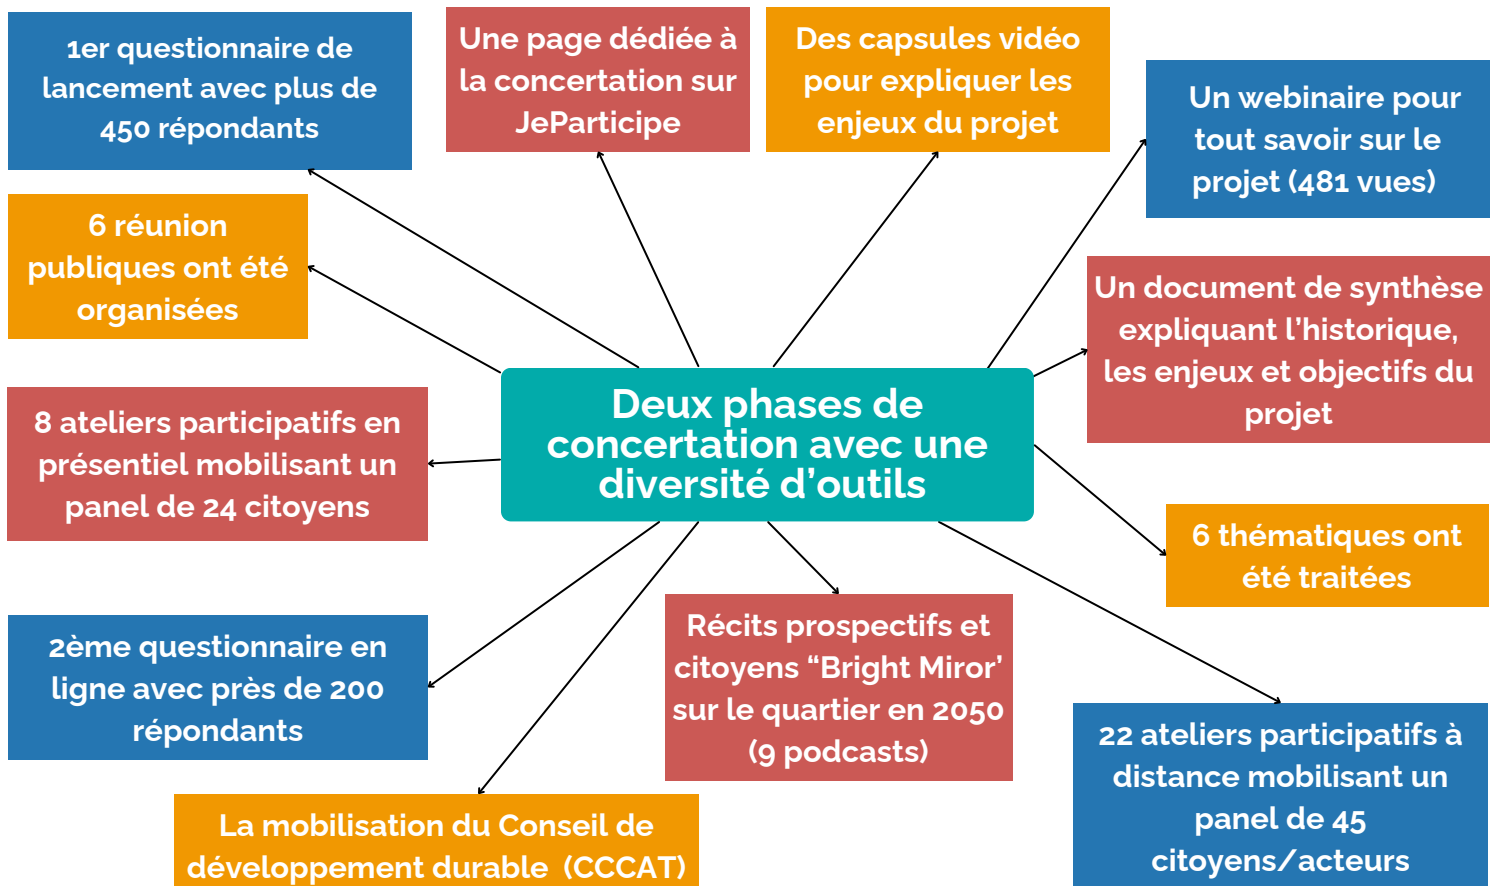 1er questionnaire de
lancement avec plus de
450 répondants
Une page dédiée à
la concertation sur
JeParticipe
Des capsules vidéo
pour expliquer les
enjeux du projet
Un webinaire pour
tout savoir sur le
projet (481 vues)
6 réunion
publiques ont été
organisées
Un document de synthèse
expliquant l’historique,
les enjeux et objectifs du
projet
Deux phases de
concertation avec une
diversité d’outils
8 ateliers participatifs en
présentiel mobilisant un
panel de 24 citoyens
6 thématiques ont
été traitées
2ème questionnaire en
ligne avec près de 200
répondants
Récits prospectifs et
citoyens “Bright Miror’
sur le quartier en 2050
(9 podcasts)
22 ateliers participatifs à
distance mobilisant un
panel de 45
citoyens/acteurs
La mobilisation du Conseil de
développement durable (CCCAT)